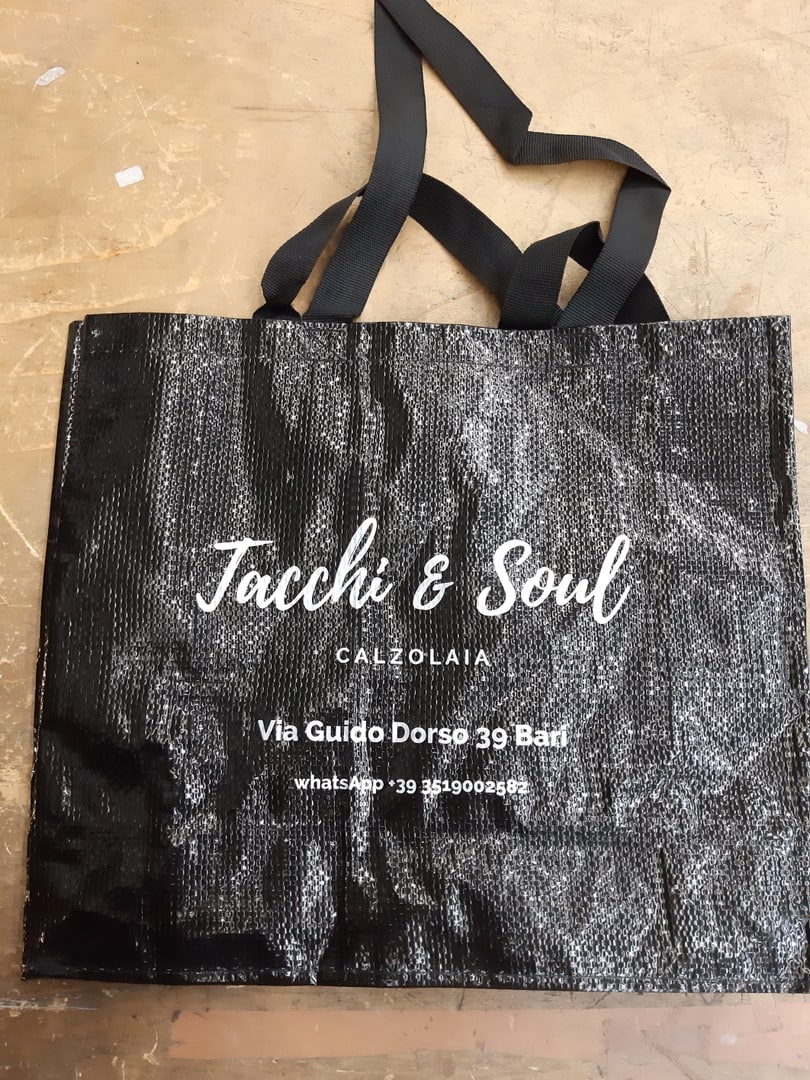 Tacchi & Soul
CALZOLAIA
Via Guido Dorso 39 Bari
whatsApp +39 3519002582